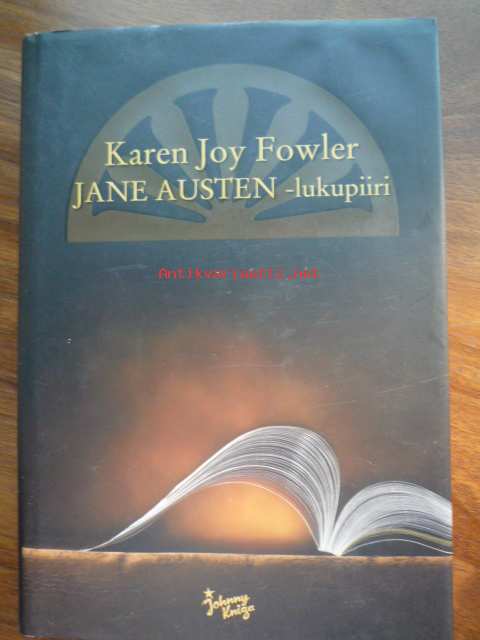 Karen Joy Fowler
JANE AUSTEN -lukupiiri
Antikvariaatti.net
Johnny
Kniga